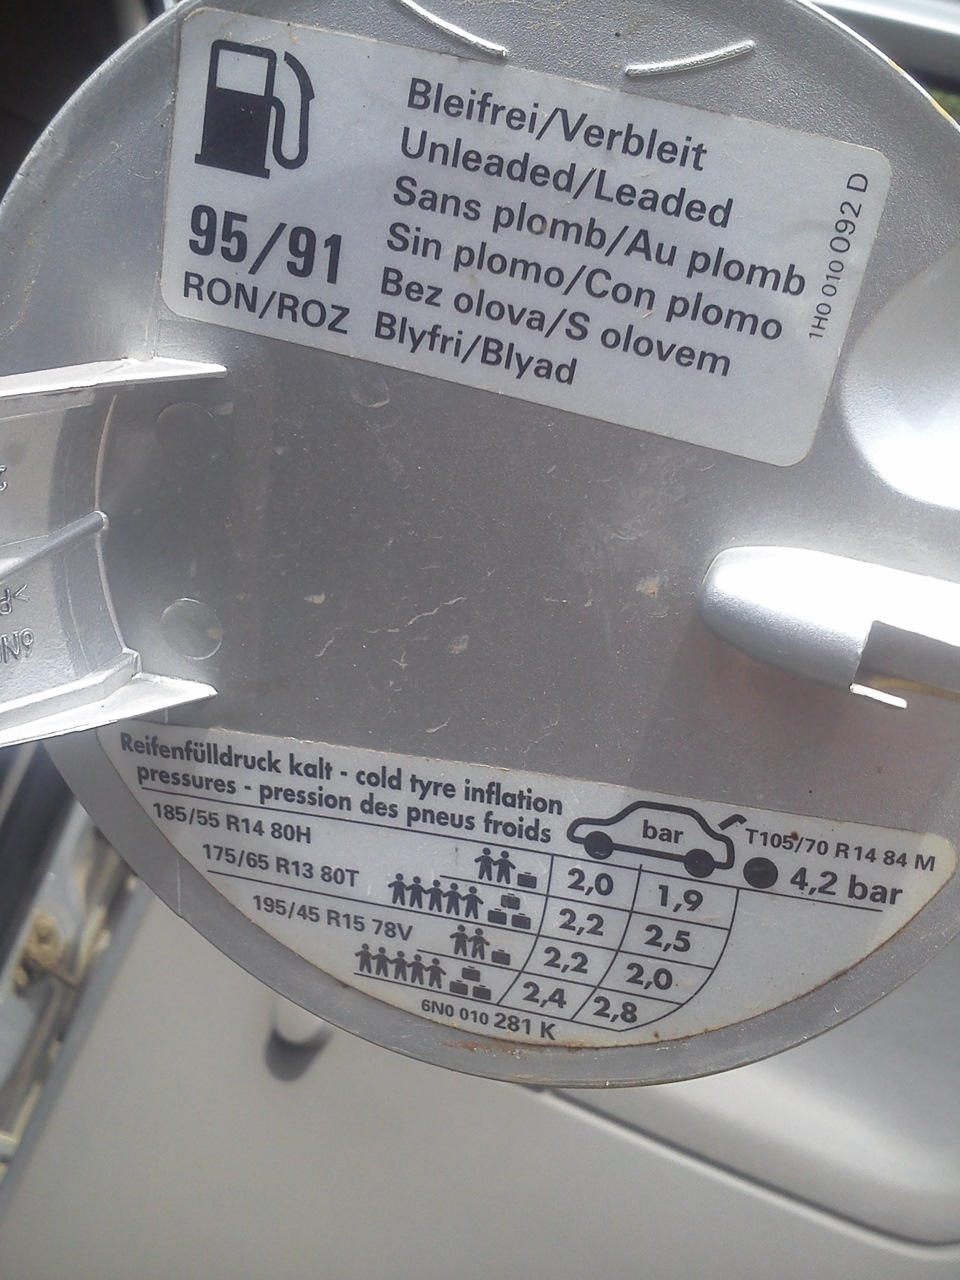 Bleifrei/Verbleit
Unleaded/Leaded
Sans plomb/Au plomb
Sin plomo/Con plomo
Bez olova/S olovem
Blyfri/Blyad
95/91
RON/ROZ
1H0 010 092 D
Reifenfülldruck kalt - cold tyre inflation
pressures - pression des pneus froids
185/55 R14 80H
175/65 R13 80T
195/45 R15 78V
bar
2,0 1,9
2,2 2,5
2,2 2,0
2,4 2,8
T105/70 R14 84 M
4,2 bar
6N0 010 281 K
6N